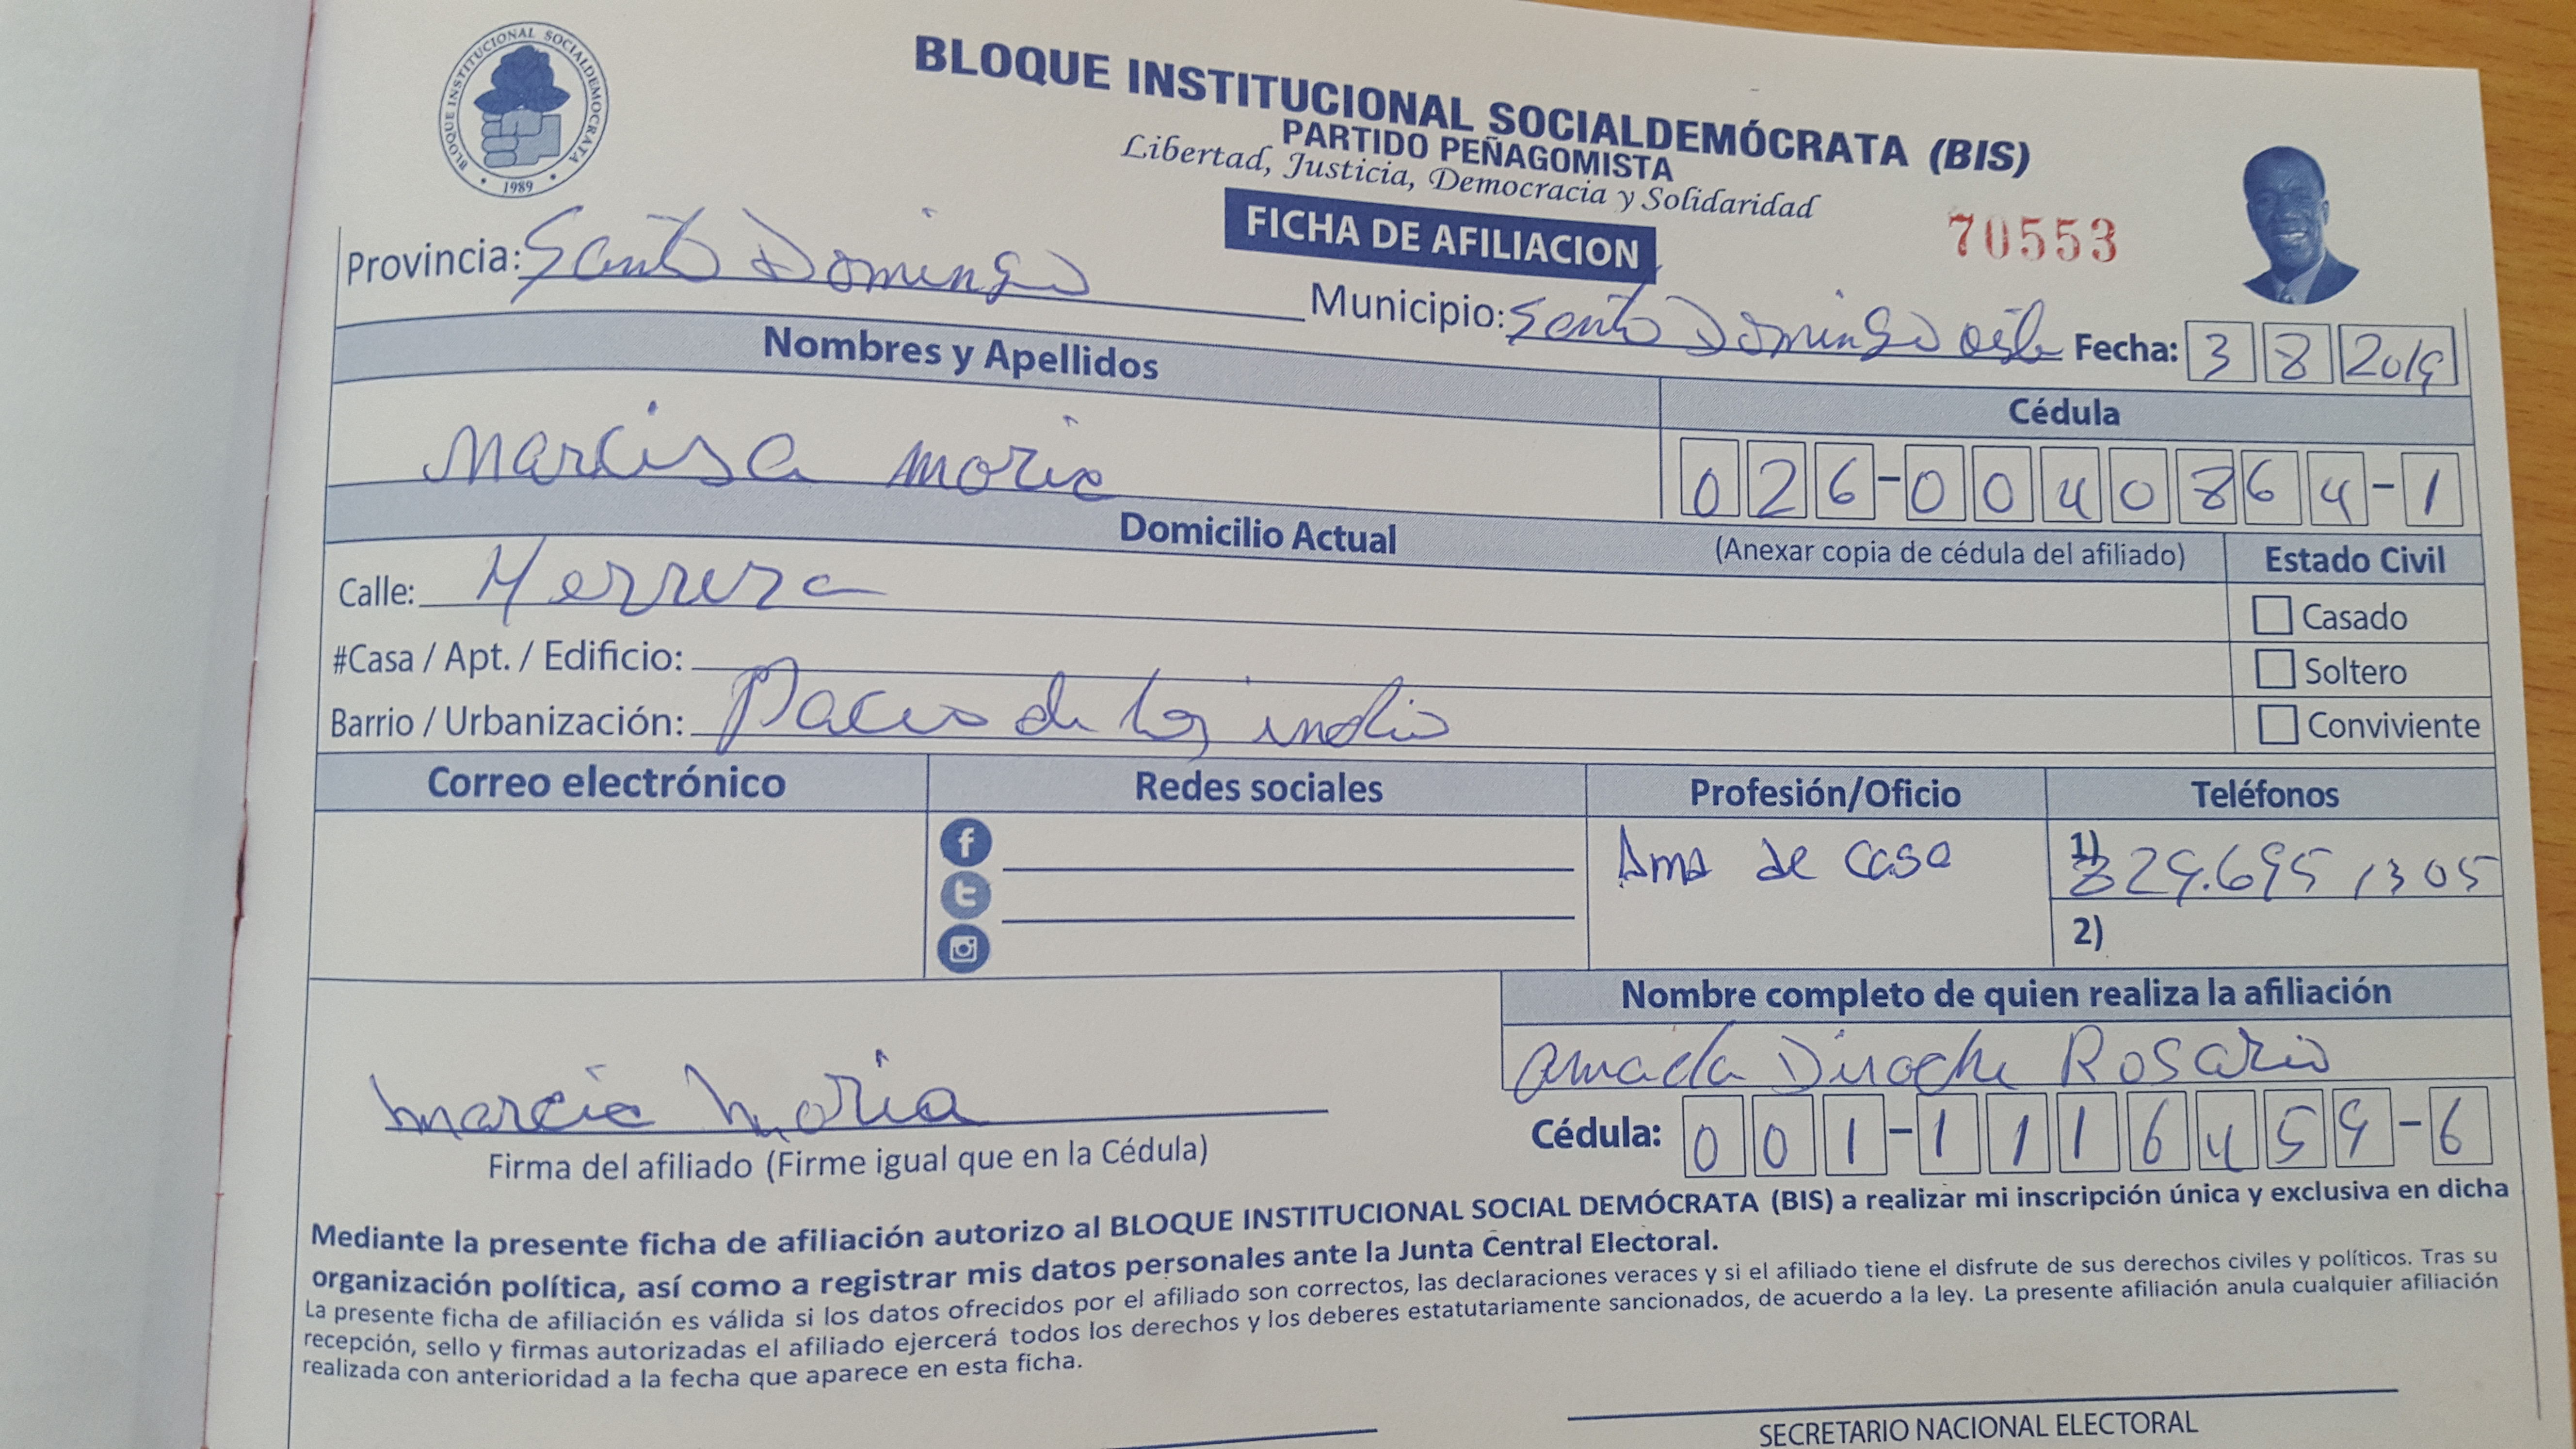 BLOQUE INSTITUCIONAL SOCIALDEMOCRATA
1989
BLOQUE INSTITUCIONAL SOCIALDEMÓCRATA (BIS)
PARTIDO PEÑAGOMISTA
Libertad, Justicia, Democracia y Solidaridad
FICHA DE AFILIACION
70553
Provincia: Santo Domingo
Municipio: Santo Domingo Fecha: 3 8 2019
Nombres y Apellidos
Cédula
Narcisa Moria
026-0040864-1
Domicilio Actual
(Anexar copia de cédula del afiliado)
Estado Civil
Calle: Herrera
Casado
#Casa / Apt. / Edificio:
Soltero
Barrio / Urbanización: de los indio
Conviviente
Correo electrónico
Redes sociales
Profesión/Oficio
Teléfonos
Ama de casa
1) 829.695 1305
2)
Nombre completo de quien realiza la afiliación
amada Rosario
Cédula: 001-1116459-6
Marcia Moria
Firma del afiliado (Firme igual que en la Cédula)
Mediante la presente ficha de afiliación autorizo al BLOQUE INSTITUCIONAL SOCIAL DEMÓCRATA (BIS) a realizar mi inscripción única y exclusiva en dicha
organización política, así como a registrar mis datos personales ante la Junta Central Electoral.
La presente ficha de afiliación es válida si los datos ofrecidos por el afiliado son correctos, las declaraciones veraces y si el afiliado tiene el disfrute de sus derechos civiles y políticos. Tras su
recepción, sello y firmas autorizadas el afiliado ejercerá todos los derechos y los deberes estatutariamente sancionados, de acuerdo a la ley. La presente afiliación anula cualquier afiliación
realizada con anterioridad a la fecha que aparece en esta ficha.
SECRETARIO NACIONAL ELECTORAL